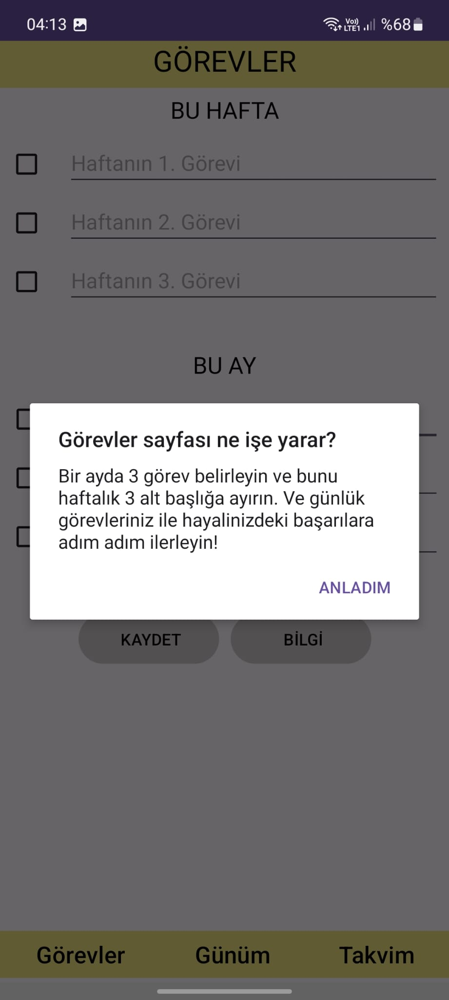 04:13
Vo)) LTE1 %68
GÖREVLER
BU HAFTA
Haftanın 1. Görevi
Haftanın 2. Görevi
Haftanın 3. Görevi
BU AY
Görevler sayfası ne işe yarar?
Bir ayda 3 görev belirleyin ve bunu
haftalık 3 alt başlığa ayırın. Ve günlük
görevleriniz ile hayalinizdeki başarılara
adım adım ilerleyin!
ANLADIM
KAYDET BİLGİ
Görevler Günüm Takvim